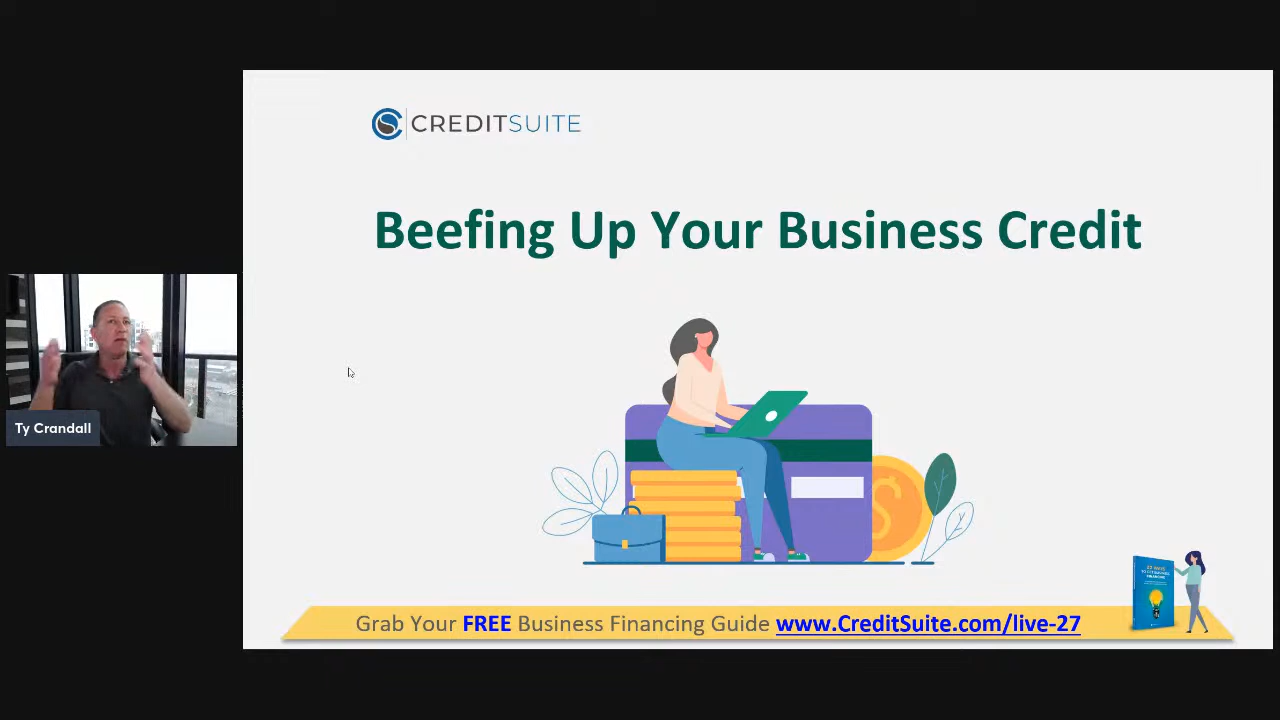 CREDITSUITE
Beefing Up Your Business Credit
Ty Crandall
Grab Your FREE Business Financing Guide www.CreditSuite.com/live-27